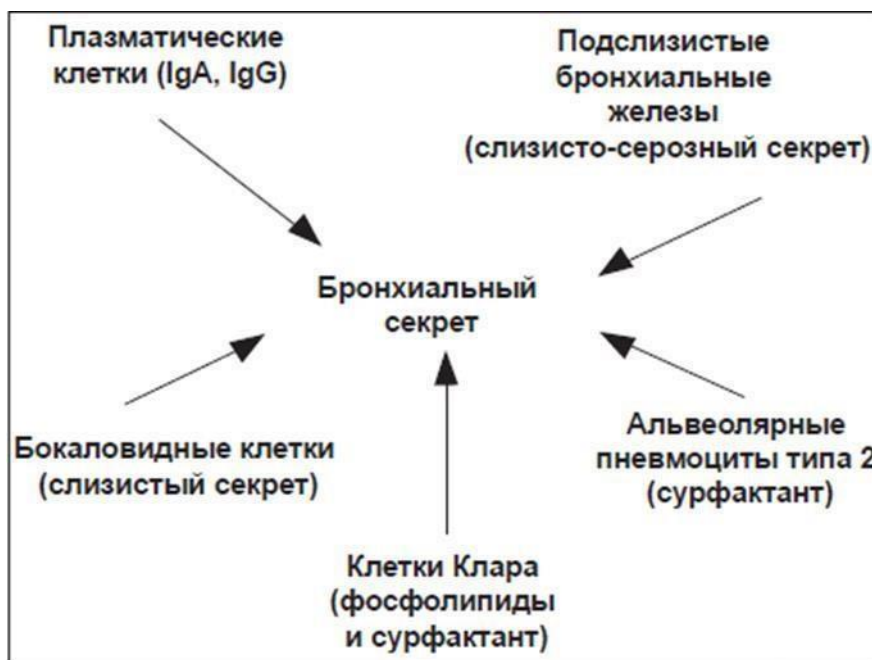 Плазматические
клетки (IgA, IgG)
Подслизистые
бронхиальные
железы
(слизисто-серозный секрет)
Бронхиальный
секрет
Бокаловидные клетки
(слизистый секрет)
Альвеолярные
пневмоциты типа 2
(сурфактант)
Клетки Клара
(фосфолипиды
и сурфактант)